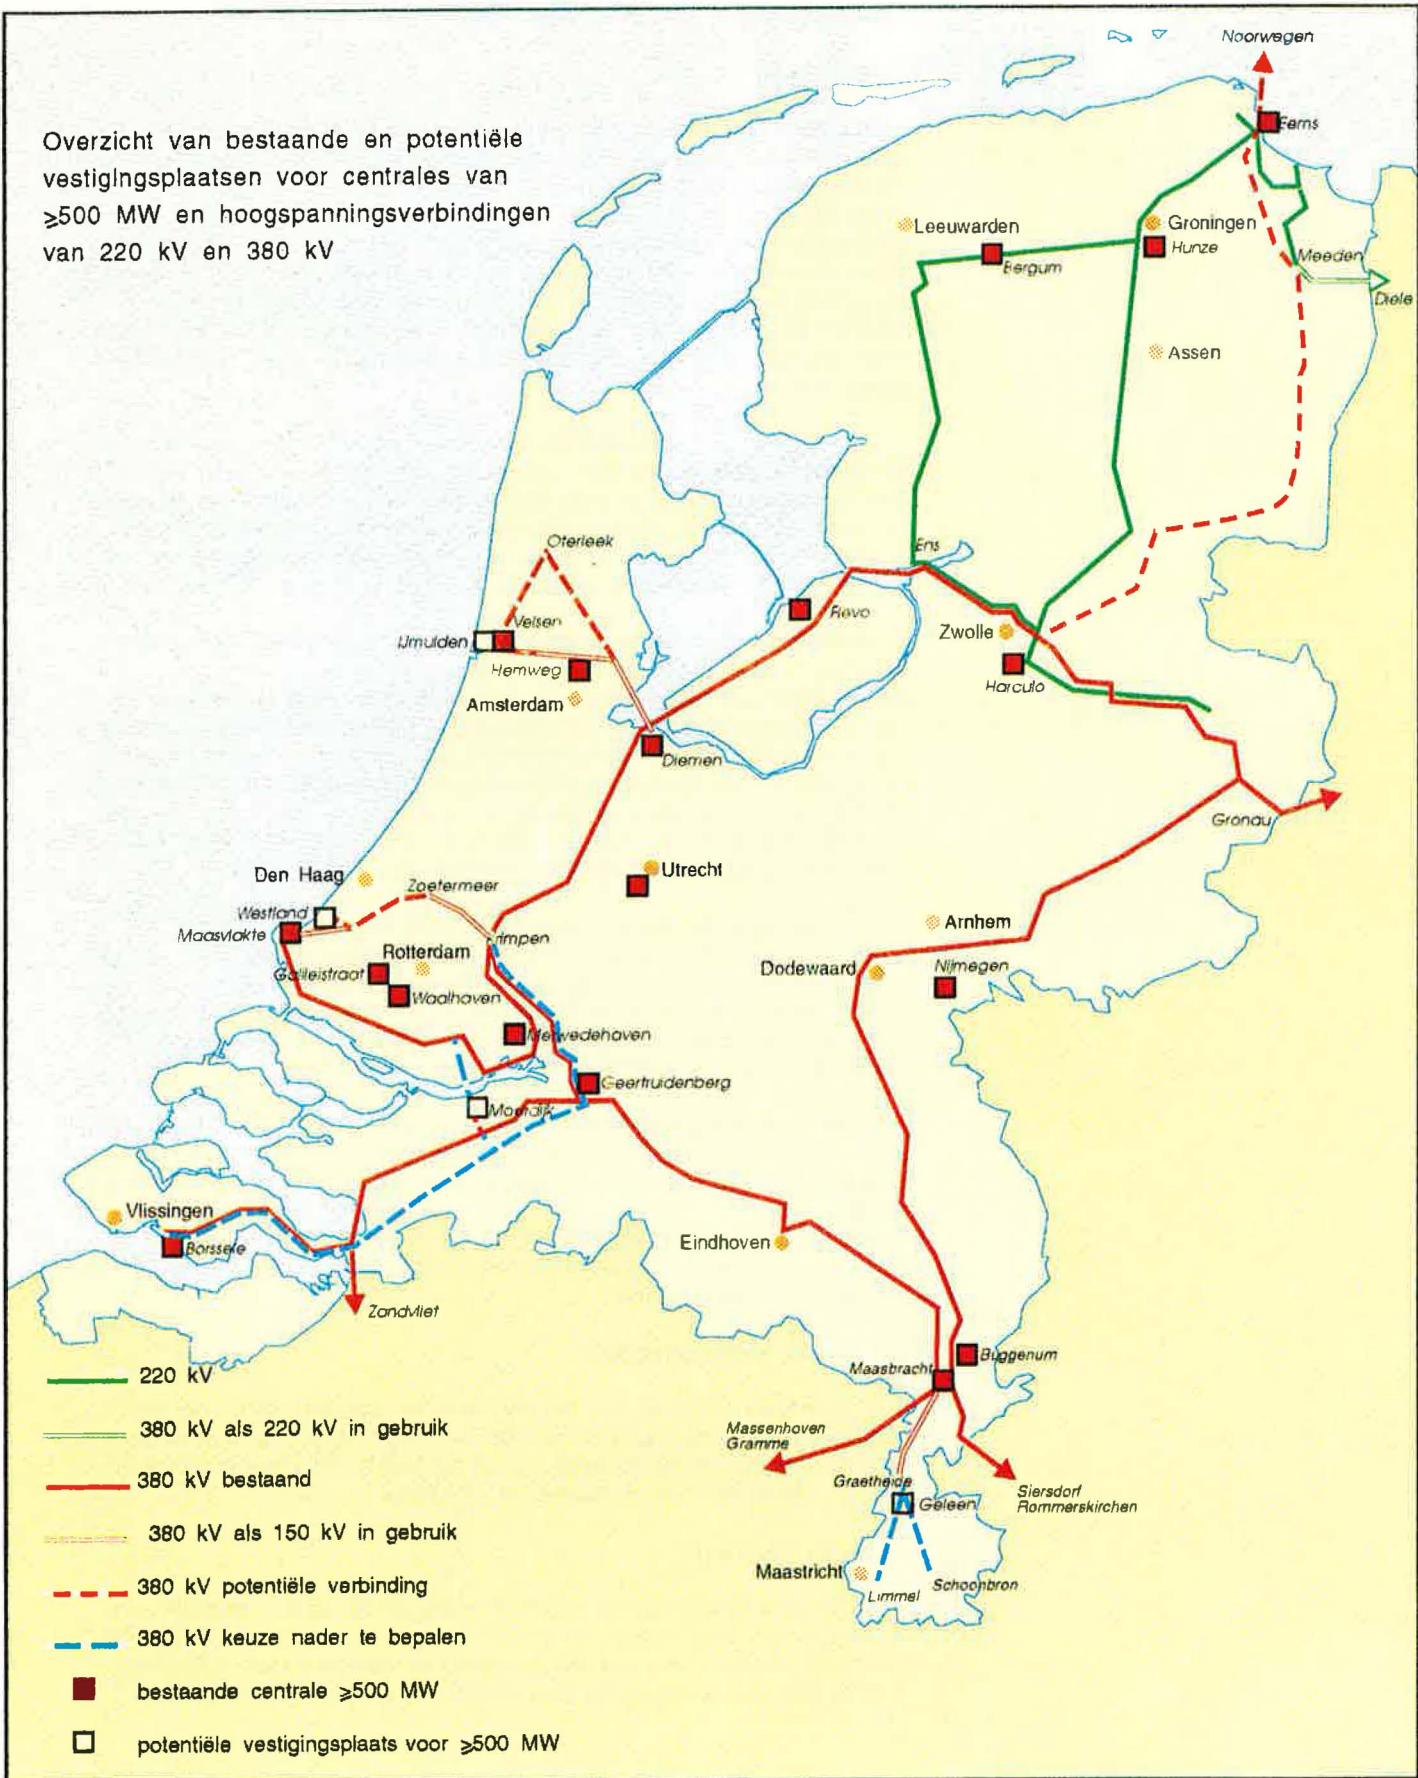 Overzicht van bestaande en potentiële
vestigingsplaatsen voor centrales van
≥500 MW en hoogspanningsverbindingen
van 220 kV en 380 kV
Noorwegen
Eems
Leeuwarden
Groningen
Hunze
Bergum
Meeden
Diele
Assen
Oterleek
Ens
Flevo
Velsen
IJmuiden
Hemweg
Zwolle
Harculo
Amsterdam
Diemen
Gronau
Utrecht
Den Haag
Zoetermeer
Westland
Maasvlakte
Krimpen
Arnhem
Rotterdam
Galileistraat
Dodewaard
Nijmegen
Waalhaven
Merwedehaven
Geertruidenberg
Moerdijk
Vlissingen
Borssele
Eindhoven
Zandvliet
Buggenum
Maasbracht
Massenhoven
Gramme
Graetheide
Geleen
Siersdorf
Rommerskirchen
Maastricht
Limmel
Schoonbron
220 kV
380 kV als 220 kV in gebruik
380 kV bestaand
380 kV als 150 kV in gebruik
380 kV potentiële verbinding
380 kV keuze nader te bepalen
bestaande centrale ≥500 MW
potentiële vestigingsplaats voor ≥500 MW